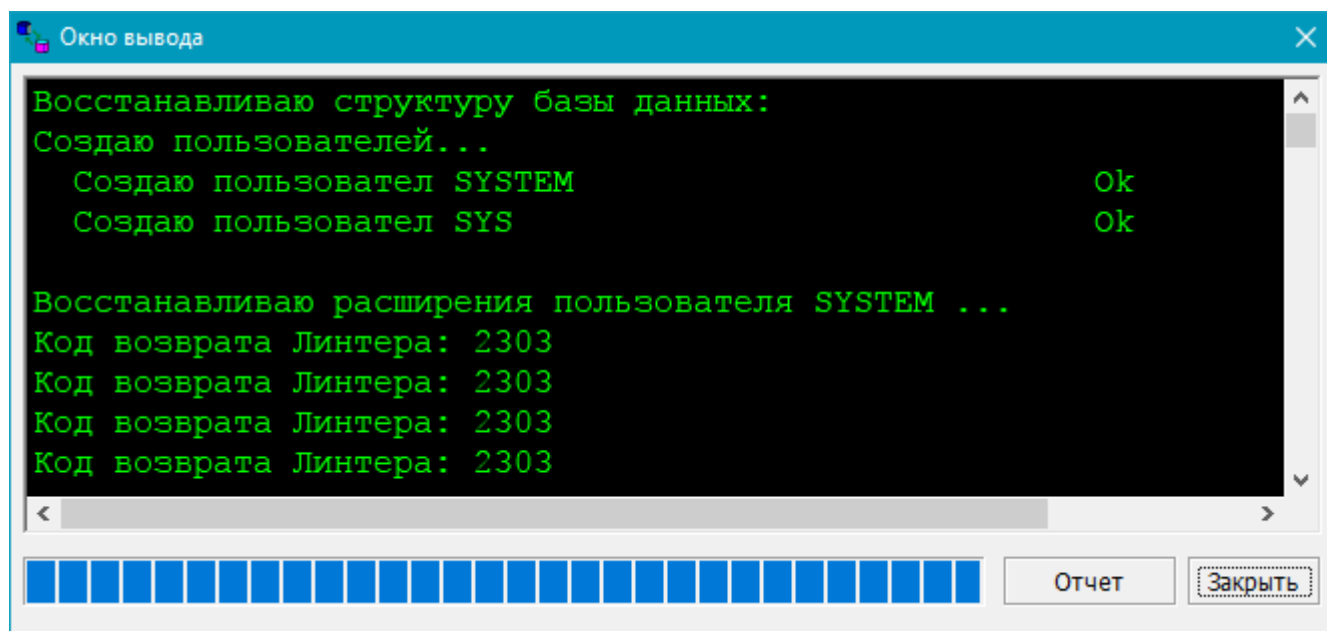 Окно вывода
Восстанавливаю структуру базы данных:
Создаю пользователей...
Создаю пользовател SYSTEM Ok
Создаю пользовател SYS Ok
Восстанавливаю расширения пользователя SYSTEM ...
Код возврата Линтера: 2303
Код возврата Линтера: 2303
Код возврата Линтера: 2303
Код возврата Линтера: 2303
Отчет Закрыть